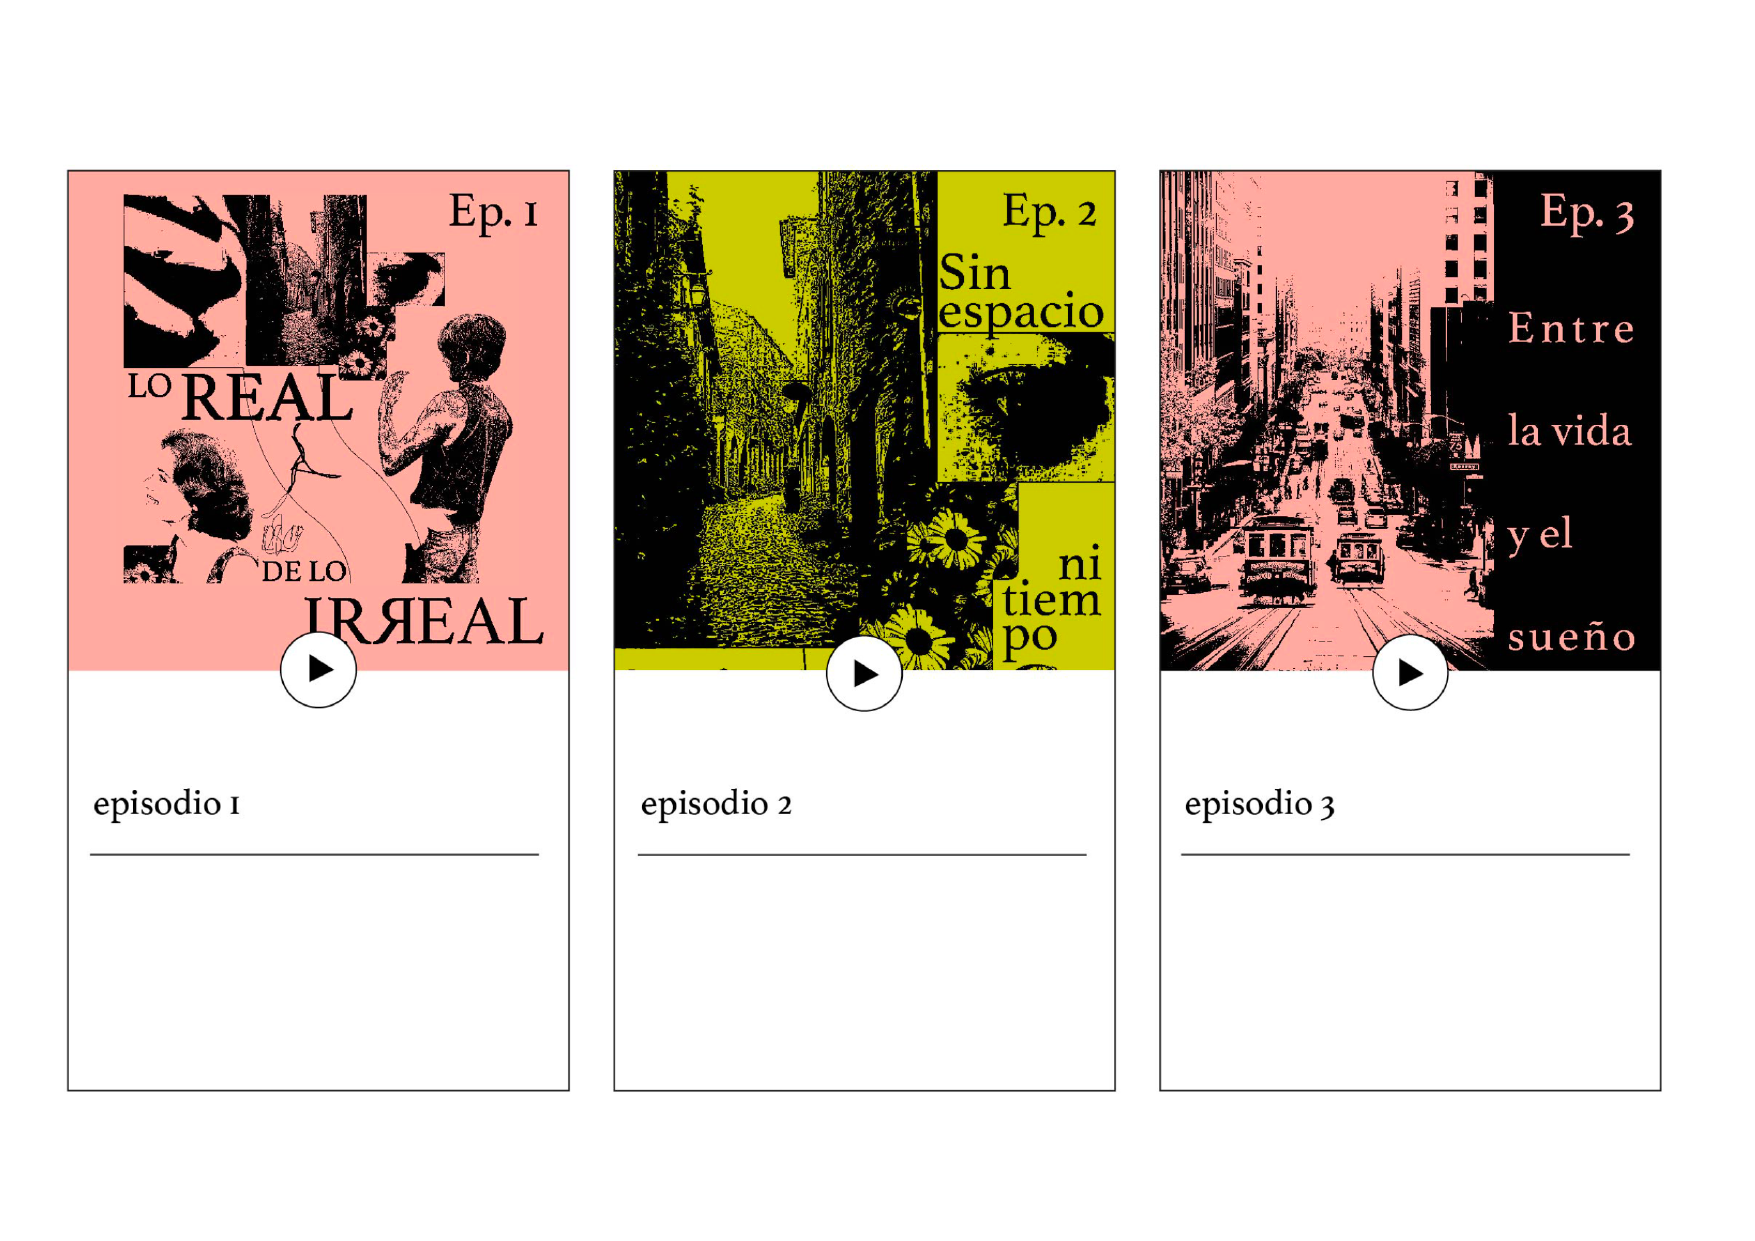 Ep. 1
LO REAL
DE LO
IRЯEAL
episodio 1
Ep. 2
Sin
espacio
ni
tiem
po
episodio 2
Ep. 3
Entre
la vida
y el
sueño
episodio 3